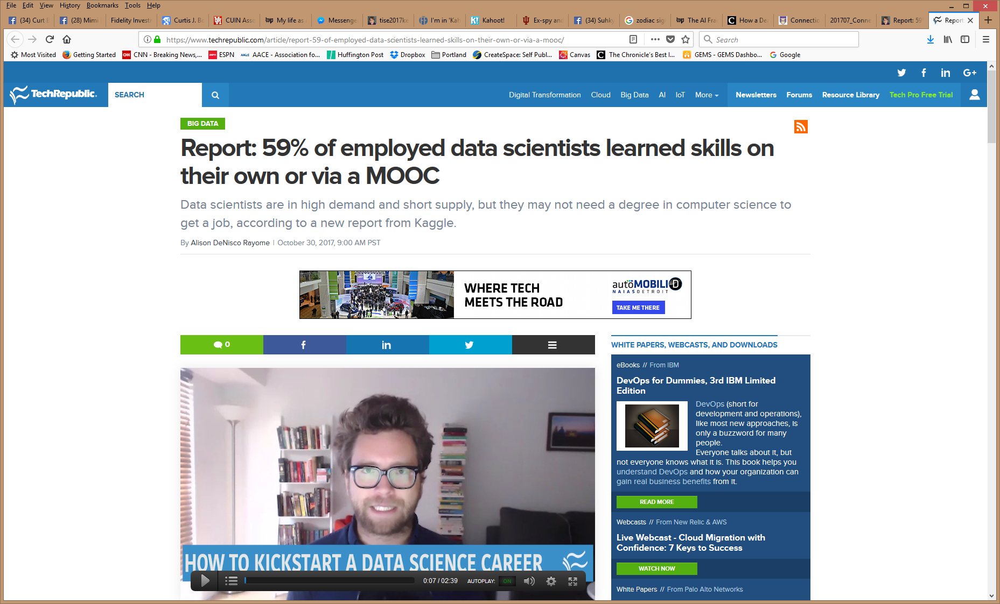 File Edit View History Bookmarks Tools Help
(34) Curt B (28) Mimi Fidelity Invest Curtis J. Bo CUIN Asso My life as Messenge tise2017ke I'm in 'Kah Kahoot! Ex-spy and (34) Suhky zodiac sig The AI Fra How a De Connectio 201707_Conne Report: 59 Report
https://www.techrepublic.com/article/report-59-of-employed-data-scientists-learned-skills-on-their-own-or-via-a-mooc/ Search
Most Visited Getting Started CNN - Breaking News,... ESPN AACE - Association fo... Huffington Post Dropbox Portland CreateSpace: Self Publ... Canvas The Chronicle's Best I... GEMS - GEMS Dashbo... Google
TechRepublic. SEARCH Digital Transformation Cloud Big Data AI IoT More Newsletters Forums Resource Library Tech Pro Free Trial
BIG DATA
Report: 59% of employed data scientists learned skills on
their own or via a MOOC
Data scientists are in high demand and short supply, but they may not need a degree in computer science to
get a job, according to a new report from Kaggle.
By Alison DeNisco Rayome | October 30, 2017, 9:00 AM PST
WHERE TECH
MEETS THE ROAD
autoMOBILI D
NAIAS DETROIT
TAKE ME THERE
0
HOW TO KICKSTART A DATA SCIENCE CAREER
0:07 / 02:39 AUTOPLAY: ON
WHITE PAPERS, WEBCASTS, AND DOWNLOADS
eBooks // From IBM
DevOps for Dummies, 3rd IBM Limited
Edition
DevOps (short for
development and operations),
like most new approaches, is
only a buzzword for many
people.
Everyone talks about it, but
not everyone knows what it is. This book helps you
understand DevOps and how your organization can
gain real business benefits from it.
READ MORE
Webcasts // From New Relic & AWS
Live Webcast - Cloud Migration with
Confidence: 7 Keys to Success
WATCH NOW
White Papers // From Palo Alto Networks